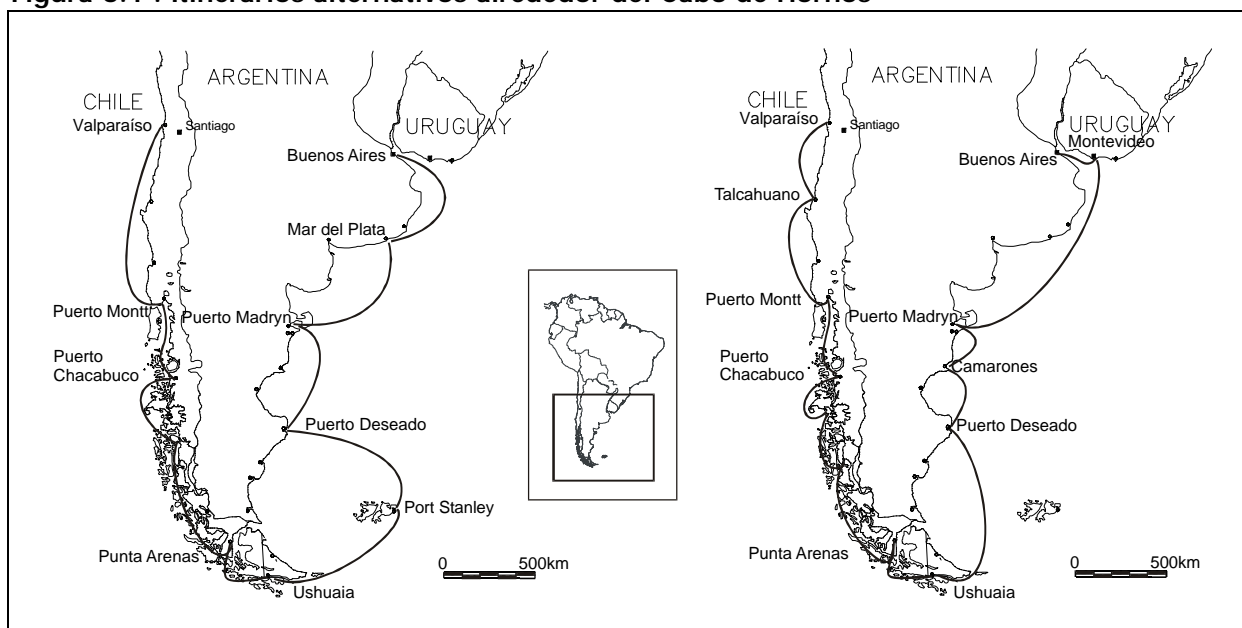 Figura Itinerarios alternativos alrededor del Cabo de Hornos
ARGENTINA
CHILE
Valparaíso
Santiago
URUGUAY
Buenos Aires
Mar del Plata
Puerto Montt
Puerto Madryn
Puerto
Chacabuco
Puerto Deseado
Port Stanley
Punta Arenas
Ushuaia
0 500km
ARGENTINA
CHILE
Valparaíso
Santiago
URUGUAY
Montevideo
Buenos Aires
Talcahuano
Puerto Montt
Puerto Madryn
Puerto
Chacabuco
Camarones
Puerto Deseado
Punta Arenas
Ushuaia
0 500km